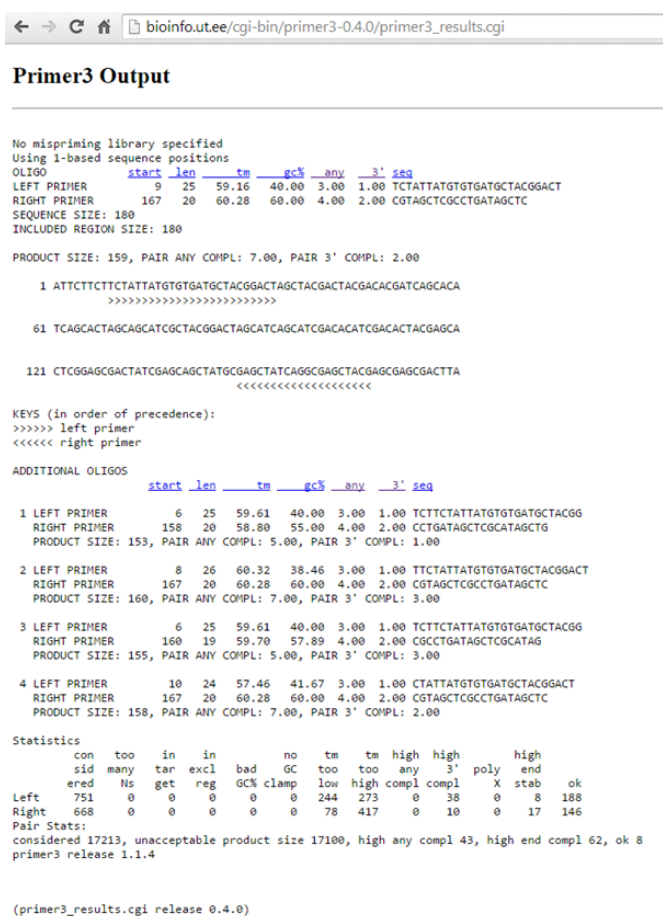 bioinfo.ut.ee/cgi-bin/primer3-0.4.0/primer3_results.cgi
Primer3 Output
No mispriming library specified
Using 1-based sequence positions
OLIGO start len tm gc% any 3' seq
LEFT PRIMER 9 25 59.16 40.00 3.00 1.00 TCTATTATGTGTGATGCTACGGACT
RIGHT PRIMER 167 20 60.28 60.00 4.00 2.00 CGTAGCTCGCCTGATAGCTC
SEQUENCE SIZE: 180
INCLUDED REGION SIZE: 180
PRODUCT SIZE: 159, PAIR ANY COMPL: 7.00, PAIR 3' COMPL: 2.00
1 ATTCTTCTTCTATTATGTGTGATGCTACGGACTAGCTACGACTACGACACGATCAGCACA
>>>>>>>>>>>>>>>>>>>>>>>>>
61 TCAGCACTAGCAGCATCGCTACGGACTAGCATCAGCATCGACACATCGACACTACGAGCA
121 CTCGGAGCGACTATCGAGCAGCTATGCGAGCTATCAGGCGAGCTACGAGCGAGCGACTTA
<<<<<<<<<<<<<<<<<<<<
KEYS (in order of precedence):
>>>>>> left primer
<<<<<< right primer
ADDITIONAL OLIGOS
start len tm gc% any 3' seq
1 LEFT PRIMER 6 25 59.61 40.00 3.00 1.00 TCTTCTATTATGTGTGATGCTACGG
RIGHT PRIMER 158 20 58.80 55.00 4.00 2.00 CCTGATAGCTCGCATAGCTG
PRODUCT SIZE: 153, PAIR ANY COMPL: 5.00, PAIR 3' COMPL: 1.00
2 LEFT PRIMER 8 26 60.32 38.46 3.00 1.00 TTCTATTATGTGTGATGCTACGGACT
RIGHT PRIMER 167 20 60.28 60.00 4.00 2.00 CGTAGCTCGCCTGATAGCTC
PRODUCT SIZE: 160, PAIR ANY COMPL: 7.00, PAIR 3' COMPL: 3.00
3 LEFT PRIMER 6 25 59.61 40.00 3.00 1.00 TCTTCTATTATGTGTGATGCTACGG
RIGHT PRIMER 160 19 59.70 57.89 4.00 2.00 CGCCTGATAGCTCGCATAG
PRODUCT SIZE: 155, PAIR ANY COMPL: 5.00, PAIR 3' COMPL: 3.00
4 LEFT PRIMER 10 24 57.46 41.67 3.00 1.00 CTATTATGTGTGATGCTACGGACT
RIGHT PRIMER 167 20 60.28 60.00 4.00 2.00 CGTAGCTCGCCTGATAGCTC
PRODUCT SIZE: 158, PAIR ANY COMPL: 7.00, PAIR 3' COMPL: 2.00
Statistics
con too in in no tm tm high high high
sid many tar excl bad GC too too any 3' poly end
ered Ns get reg GC% clamp low high compl compl X stab ok
Left 751 0 0 0 0 0 244 273 0 38 0 8 188
Right 668 0 0 0 0 0 78 417 0 10 0 17 146
Pair Stats:
considered 17213, unacceptable product size 17100, high any compl 43, high end compl 62, ok 8
primer3 release 1.1.4
(primer3_results.cgi release 0.4.0)